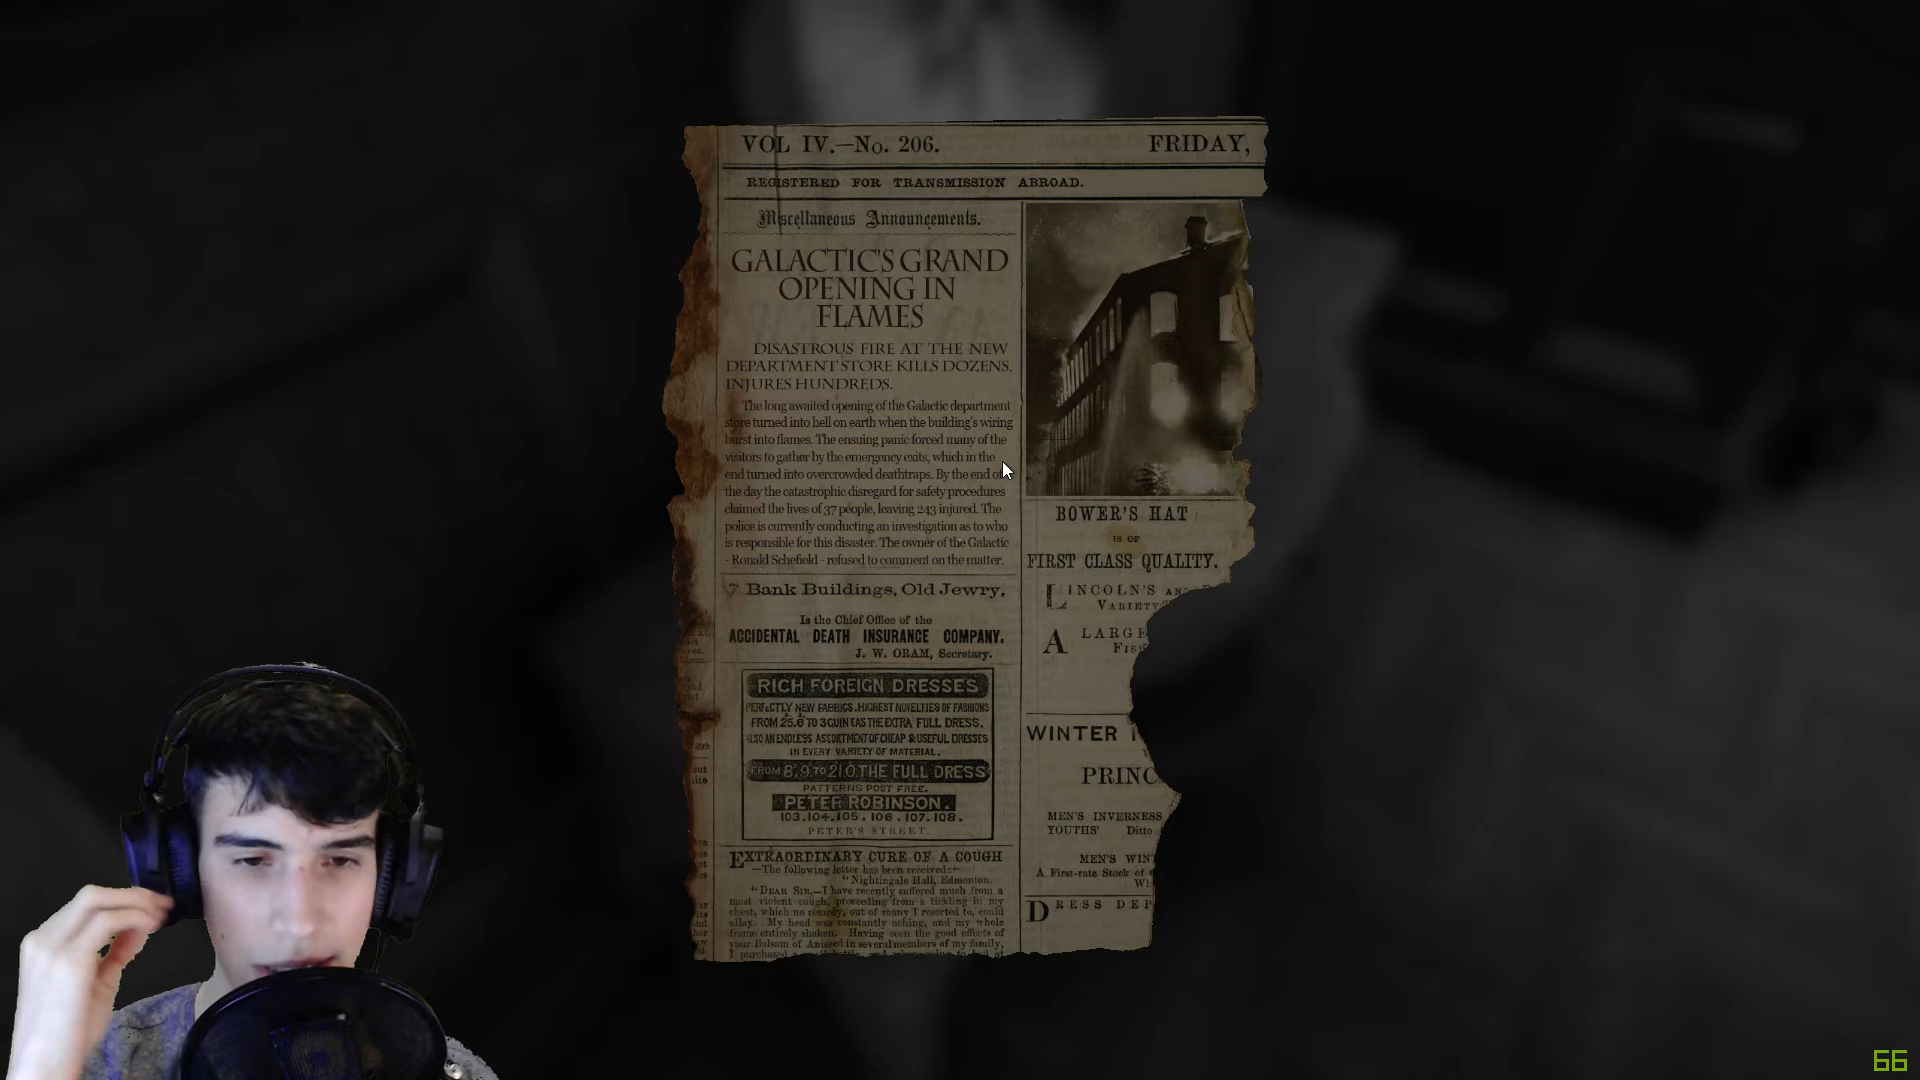 VOL IV.—No. 206.
FRIDAY,
REGISTERED FOR TRANSMISSION ABROAD.
Miscellaneous Announcements.
GALACTIC'S GRAND
OPENING IN
FLAMES
DISASTROUS FIRE AT THE NEW
DEPARTMENT STORE KILLS DOZENS,
INJURES HUNDREDS.
The long awaited opening of the Galactic department
store turned into hell on earth when the building's wiring
burst into flames. The ensuing panic forced many of the
visitors to gather by the emergency exits, which in the
end turned into overcrowded deathtraps. By the end of
the day the catastrophic disregard for safety procedures
claimed the lives of 37 people, leaving 243 injured. The
police is currently conducting an investigation as to who
is responsible for this disaster. The owner of the Galactic
- Ronald Schefield - refused to comment on the matter.
7 Bank Buildings, Old Jewry,
Is the Chief Office of the
ACCIDENTAL DEATH INSURANCE COMPANY.
J. W. ORAM, Secretary.
RICH FOREIGN DRESSES
PERFECTLY NEW FABRICS. HIGHEST NOVELTIES OF FASHIONS
FROM 25.6 TO 3 GUINEAS THE EXTRA FULL DRESS.
ALSO AN ENDLESS ASSORTMENT OF CHEAP & USEFUL DRESSES
IN EVERY VARIETY OF MATERIAL.
FROM 8.9 TO 21.0 THE FULL DRESS
PATTERNS POST FREE.
PETER ROBINSON.
103.104.105.106.107.108.
PETER'S STREET.
EXTRAORDINARY CURE OF A COUGH
—The following letter has been received:—
"Nightingale Hall, Edmonton.
"DEAR SIR,—I have recently suffered much from a
most violent cough, proceeding from a tickling in my
chest, which no remedy, out of many I resorted to, could
allay. My head was constantly aching, and my whole
frame entirely shaken. Having seen the good effects of
your Balsam of Aniseed in several members of my family,
I purchased
BOWER'S HAT
IS OF
FIRST CLASS QUALITY.
LINCOLN'S AN
VARIETY
A LARGE
FIS
WINTER
PRINC
MEN'S INVERNESS
YOUTHS' Ditto
MEN'S WIN
A First-rate Stock of
WH
DRESS DEP
66